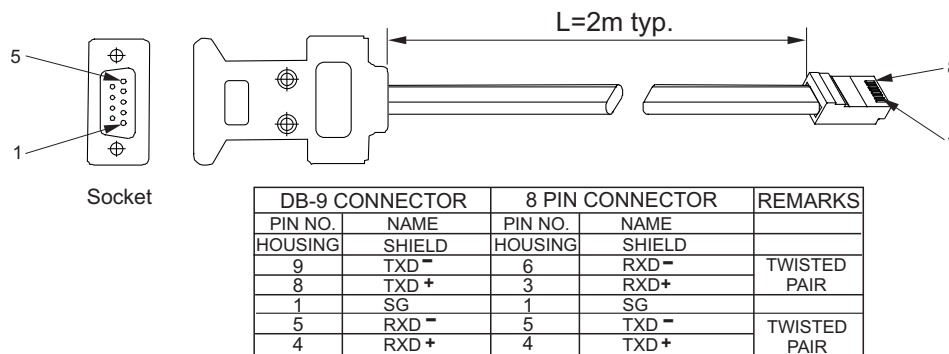 L=2m typ.
5
1
Socket
DB-9 CONNECTOR 8 PIN CONNECTOR REMARKS
PIN NO. NAME PIN NO. NAME
HOUSING SHIELD HOUSING SHIELD
9 TXD- 6 RXD- TWISTED
8 TXD+ 3 RXD+ PAIR
1 SG 1 SG
5 RXD- 5 TXD- TWISTED
4 RXD+ 4 TXD+ PAIR